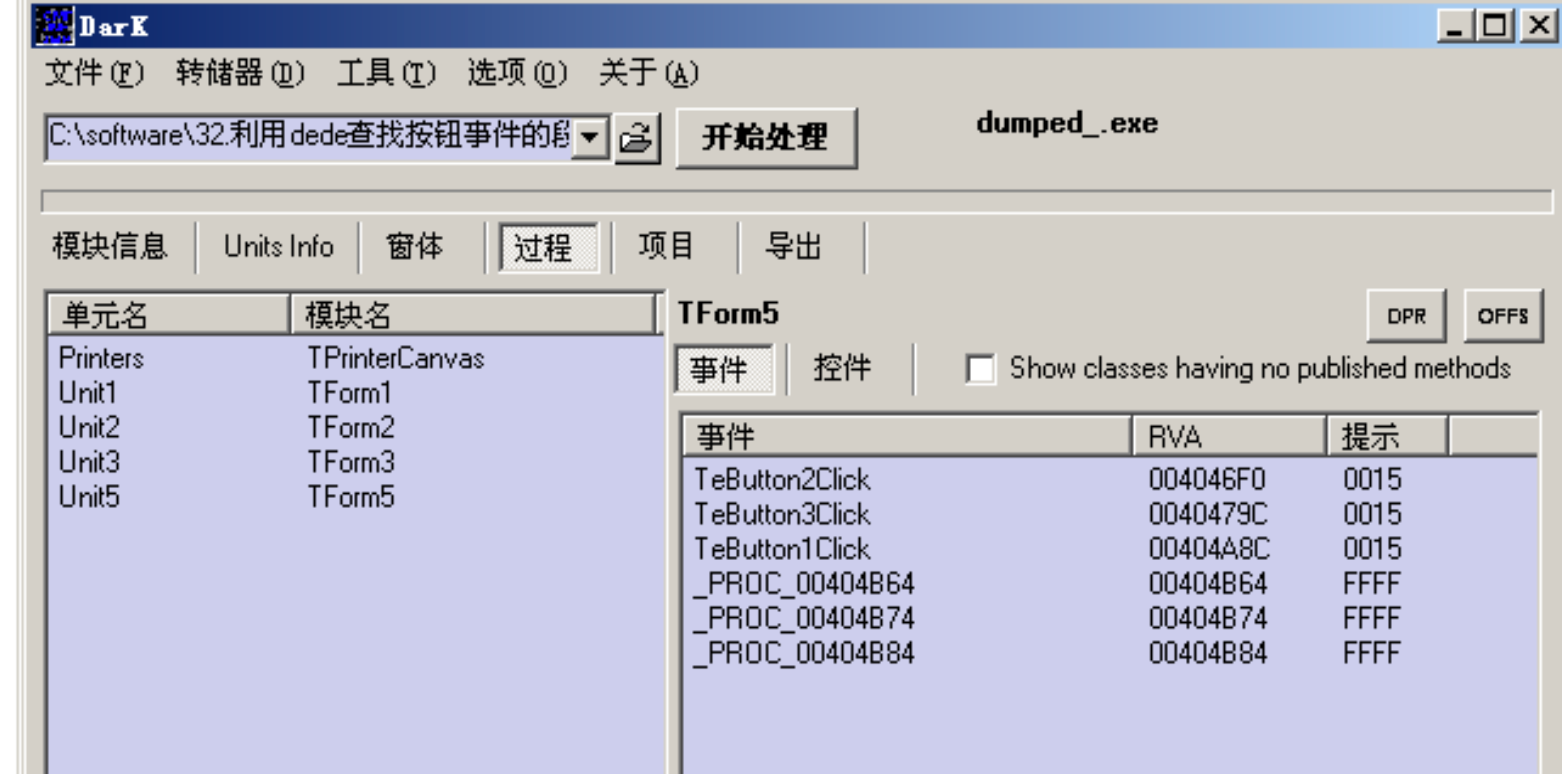 DarK
文件(F) 转储器(D) 工具(T) 选项(O) 关于(A)
C:\software\32.利用dede查找按钮事件的 开始处理 dumped_.exe
模块信息 Units Info 窗体 过程 项目 导出
单元名 模块名
Printers TPrinterCanvas
Unit1 TForm1
Unit2 TForm2
Unit3 TForm3
Unit5 TForm5
TForm5 DPR OFFS
事件 控件 Show classes having no published methods
事件 RVA 提示
TeButton2Click 004046F0 0015
TeButton3Click 0040479C 0015
TeButton1Click 00404A8C 0015
_PROC_00404B64 00404B64 FFFF
_PROC_00404B74 00404B74 FFFF
_PROC_00404B84 00404B84 FFFF